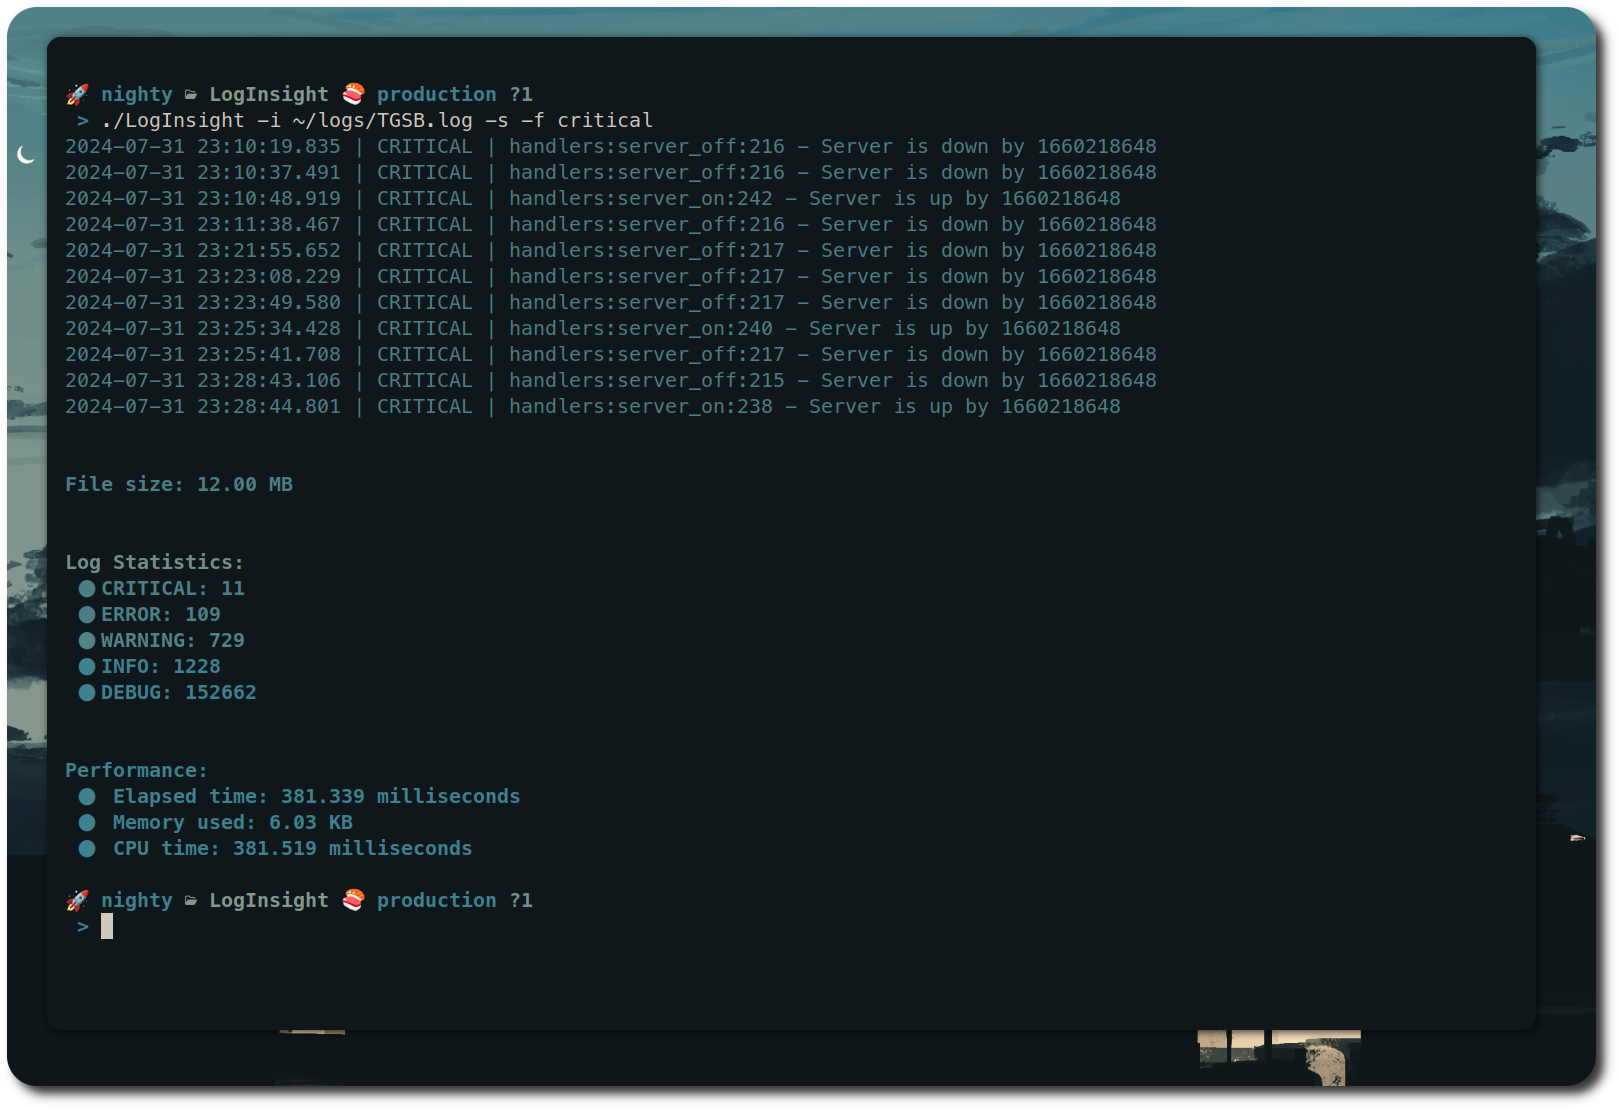 🚀 nighty 🗁 LogInsight 🍣 production ?1
> ./LogInsight -i ~/logs/TGSB.log -s -f critical
2024-07-31 23:10:19.835 | CRITICAL | handlers:server_off:216 - Server is down by 1660218648
2024-07-31 23:10:37.491 | CRITICAL | handlers:server_off:216 - Server is down by 1660218648
2024-07-31 23:10:48.919 | CRITICAL | handlers:server_on:242 - Server is up by 1660218648
2024-07-31 23:11:38.467 | CRITICAL | handlers:server_off:216 - Server is down by 1660218648
2024-07-31 23:21:55.652 | CRITICAL | handlers:server_off:217 - Server is down by 1660218648
2024-07-31 23:23:08.229 | CRITICAL | handlers:server_off:217 - Server is down by 1660218648
2024-07-31 23:23:49.580 | CRITICAL | handlers:server_off:217 - Server is down by 1660218648
2024-07-31 23:25:34.428 | CRITICAL | handlers:server_on:240 - Server is up by 1660218648
2024-07-31 23:25:41.708 | CRITICAL | handlers:server_off:217 - Server is down by 1660218648
2024-07-31 23:28:43.106 | CRITICAL | handlers:server_off:215 - Server is down by 1660218648
2024-07-31 23:28:44.801 | CRITICAL | handlers:server_on:238 - Server is up by 1660218648
File size: 12.00 MB
Log Statistics:
● CRITICAL: 11
● ERROR: 109
● WARNING: 729
● INFO: 1228
● DEBUG: 152662
Performance:
● Elapsed time: 381.339 milliseconds
● Memory used: 6.03 KB
● CPU time: 381.519 milliseconds
🚀 nighty 🗁 LogInsight 🍣 production ?1
>